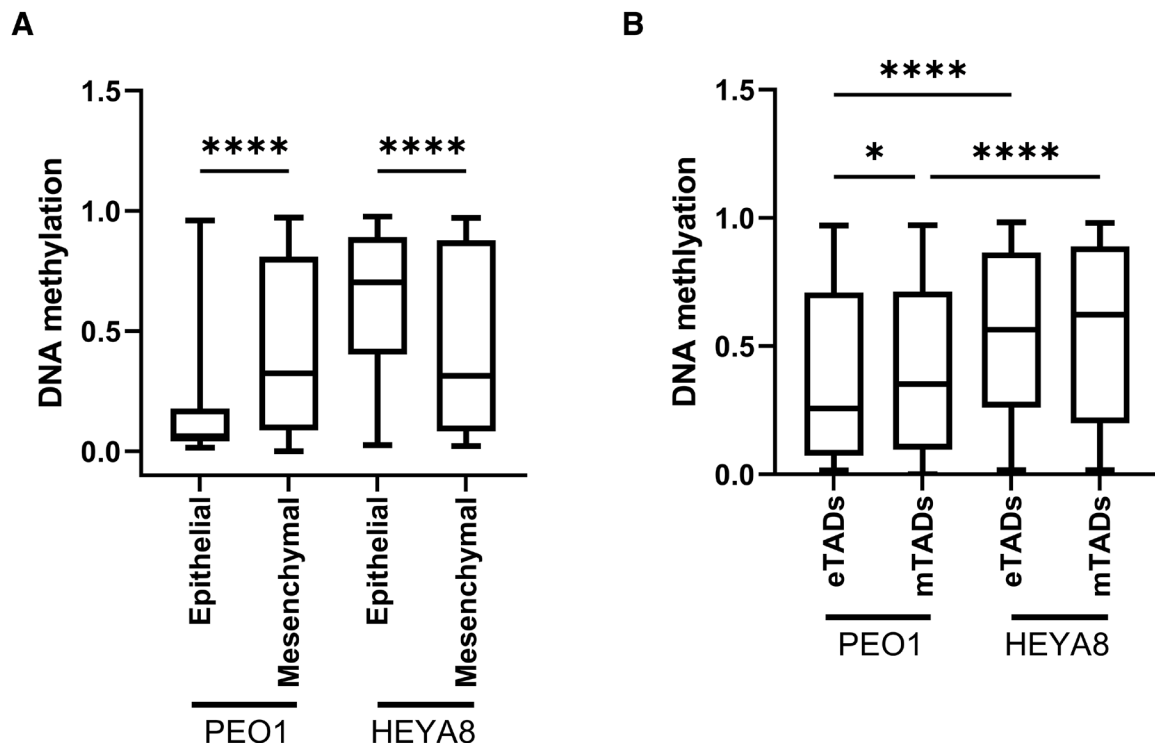 A
B
1.5
1.0
0.5
0.0
DNA methylation
****
****
Epithelial
Mesenchymal
Epithelial
Mesenchymal
PEO1
HEYA8
1.5
1.0
0.5
0.0
DNA methlyation
****
*
****
eTADs
mTADs
eTADs
mTADs
PEO1
HEYA8